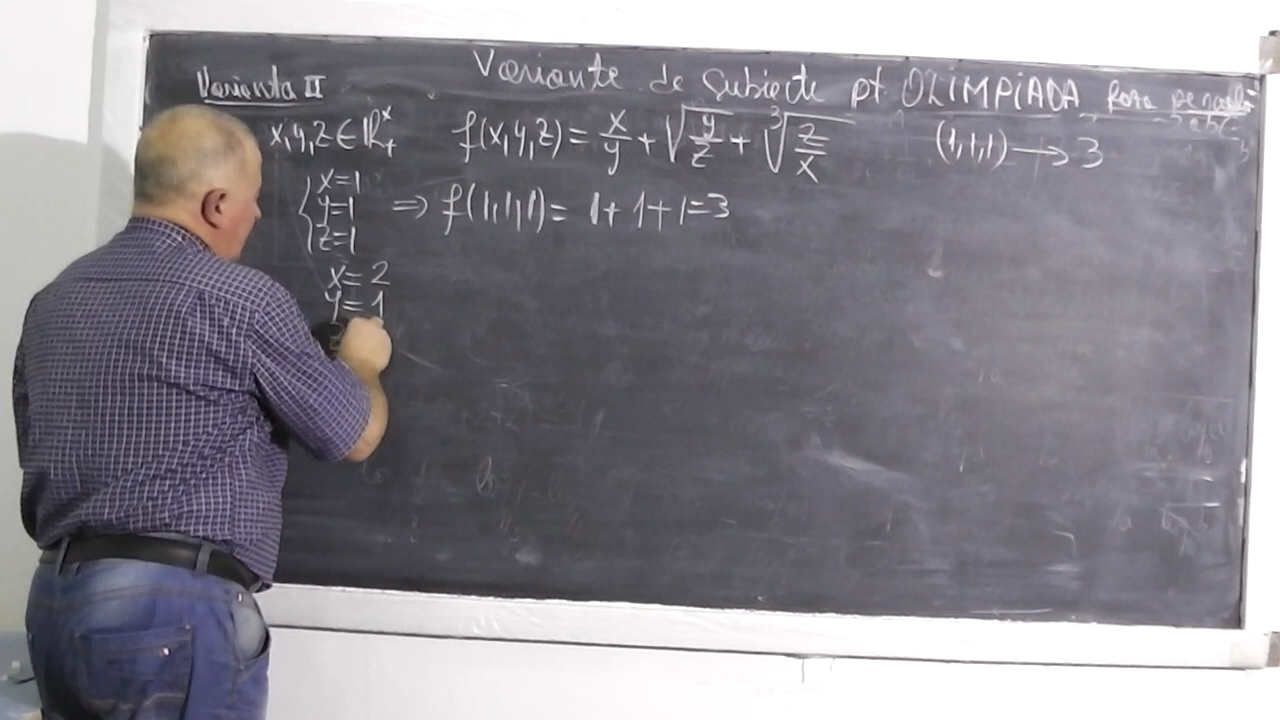 Variante de subiecte pt. OLIMPIADA
Varianta II
x,y,z ∈ ℝ₊ˣ f(x,y,z) = x/y + √(y/z) + ∛(z/x) (1,1,1) → 3
{ x=1
y=1 ⇒ f(1,1,1) = 1+1+1=3
z=1
x=2
y=1
z